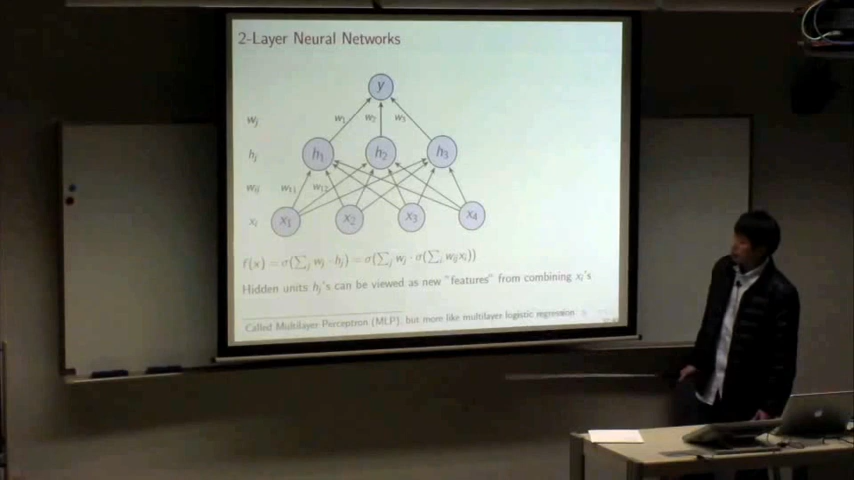 2-Layer Neural Networks
y
w_j
w_1 w_2 w_3
h_j
h_1 h_2 h_3
w_ij
w_11 w_12
x_i
x_1 x_2 x_3 x_4
f(x) = σ(∑_j w_j · h_j) = σ(∑_j w_j · σ(∑_i w_ij x_i))
Hidden units h_j's can be viewed as new "features" from combining x_i's
Called Multilayer Perceptron (MLP), but more like multilayer logistic regression